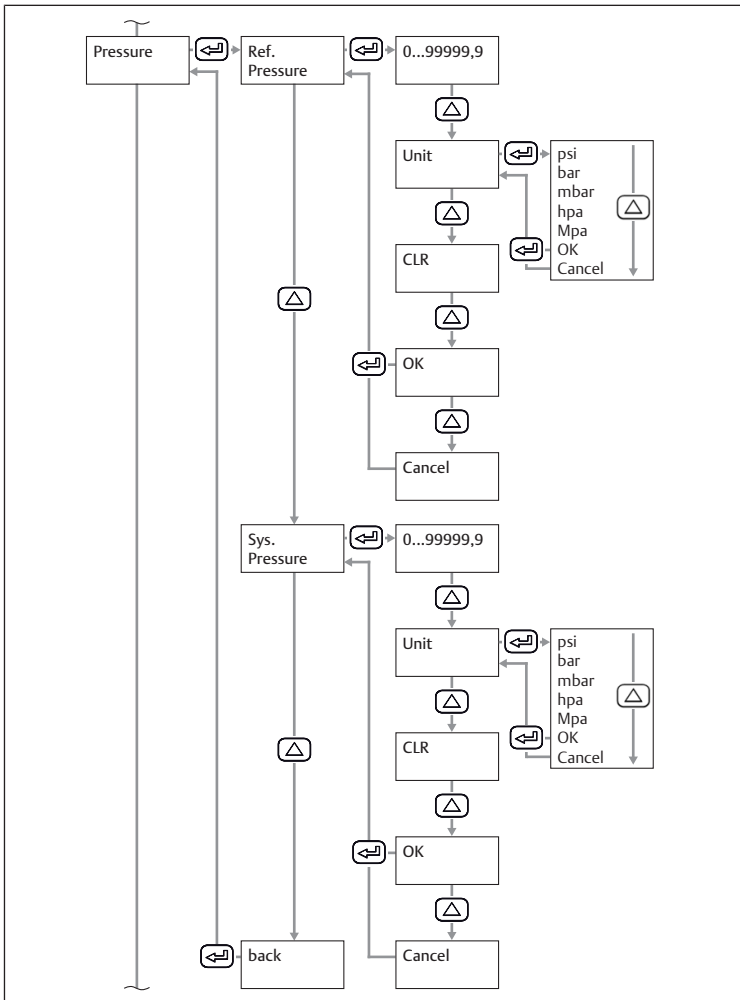 Pressure
Ref.
Pressure
0...99999,9
Unit
psi
bar
mbar
hpa
Mpa
OK
Cancel
CLR
OK
Cancel
Sys.
Pressure
0...99999,9
Unit
psi
bar
mbar
hpa
Mpa
OK
Cancel
CLR
OK
back
Cancel